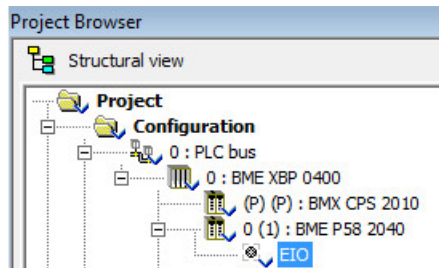 Project Browser
Structural view
Project
Configuration
0 : PLC bus
0 : BME XBP 0400
(P) (P) : BMX CPS 2010
0 (1) : BME P58 2040
EIO